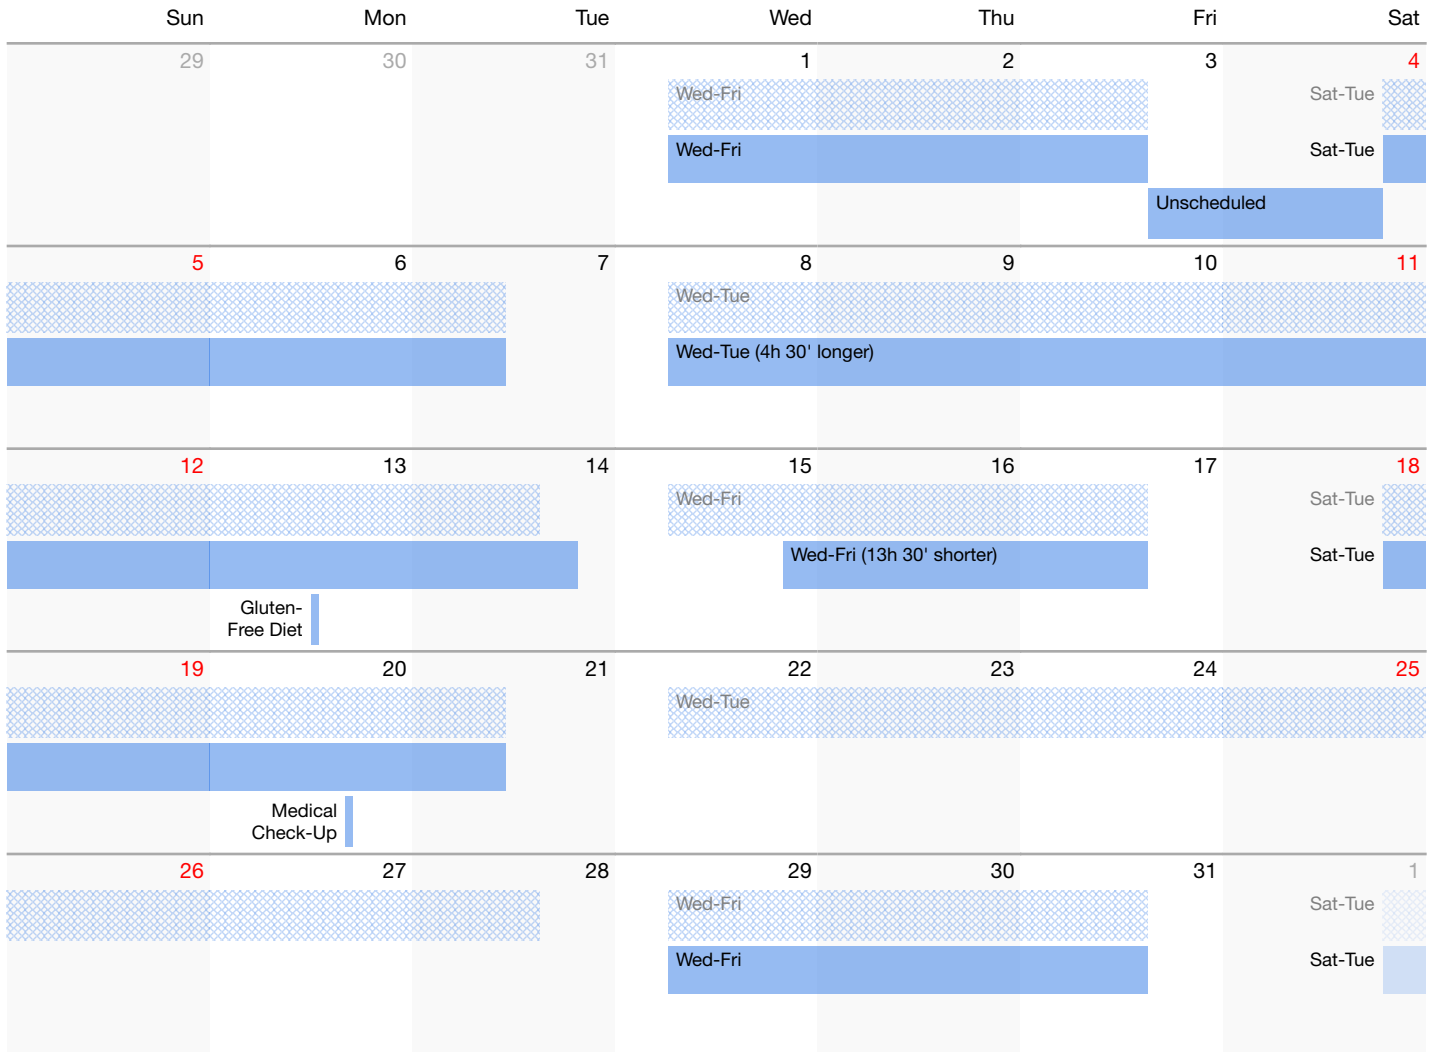 Sun Mon Tue Wed Thu Fri Sat
29 30 31 1 2 3 4
Wed-Fri Sat-Tue
Wed-Fri Sat-Tue
Unscheduled
5 6 7 8 9 10 11
Wed-Tue
Wed-Tue (4h 30' longer)
12 13 14 15 16 17 18
Wed-Fri Sat-Tue
Wed-Fri (13h 30' shorter) Sat-Tue
Gluten-
Free Diet
19 20 21 22 23 24 25
Wed-Tue
Medical
Check-Up
26 27 28 29 30 31 1
Wed-Fri Sat-Tue
Wed-Fri Sat-Tue